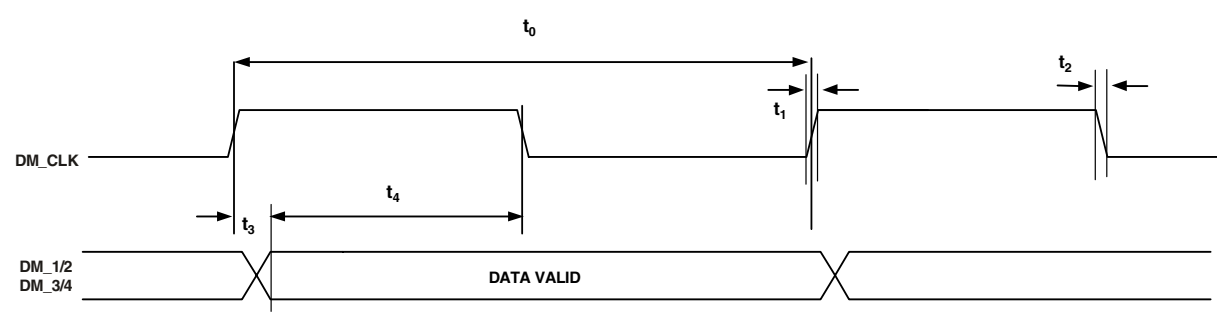 t0
t2
t1
DM_CLK
t4
t3
DM_1/2
DM_3/4
DATA VALID